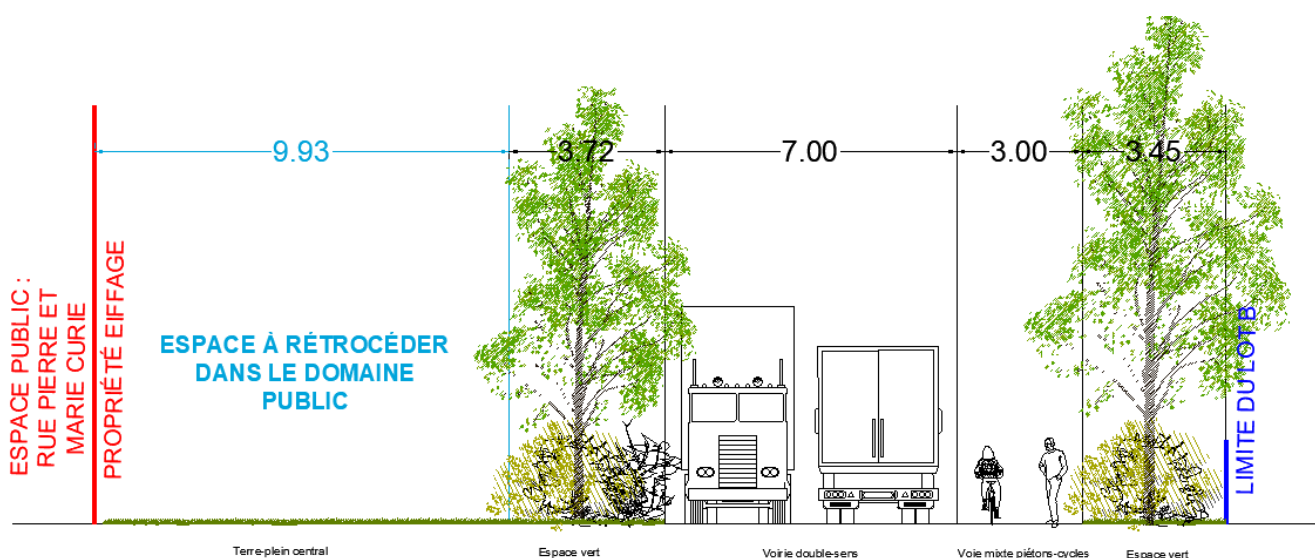 9.93
3.72
7.00
3.00
3.45
ESPACE PUBLIC :
RUE PIERRE ET
MARIE CURIE
PROPRIÉTÉ EIFFAGE
ESPACE À RÉTROCÉDER
DANS LE DOMAINE
PUBLIC
LIMITE DU LOT B
Terre-plein central
Espace vert
Voirie double-sens
Voie mixte piétons-cycles
Espace vert